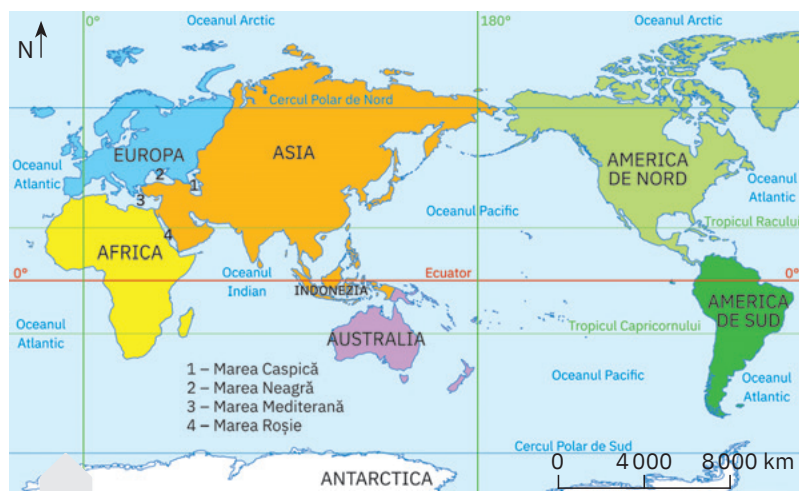 0°
180°
Oceanul Arctic
Oceanul Arctic
N
Cercul Polar de Nord
EUROPA
ASIA
AMERICA
DE NORD
Oceanul
Atlantic
Oceanul
Atlantic
2
1
3
4
Oceanul Pacific
Tropicul Racului
AFRICA
Oceanul
Indian
0°
Ecuator
0°
INDONEZIA
AMERICA
DE SUD
Oceanul
Atlantic
AUSTRALIA
Tropicul Capricornului
1 – Marea Caspică
2 – Marea Neagră
3 – Marea Mediterană
4 – Marea Roșie
Oceanul Pacific
Oceanul
Atlantic
Cercul Polar de Sud
ANTARCTICA
0 4 000 8 000 km